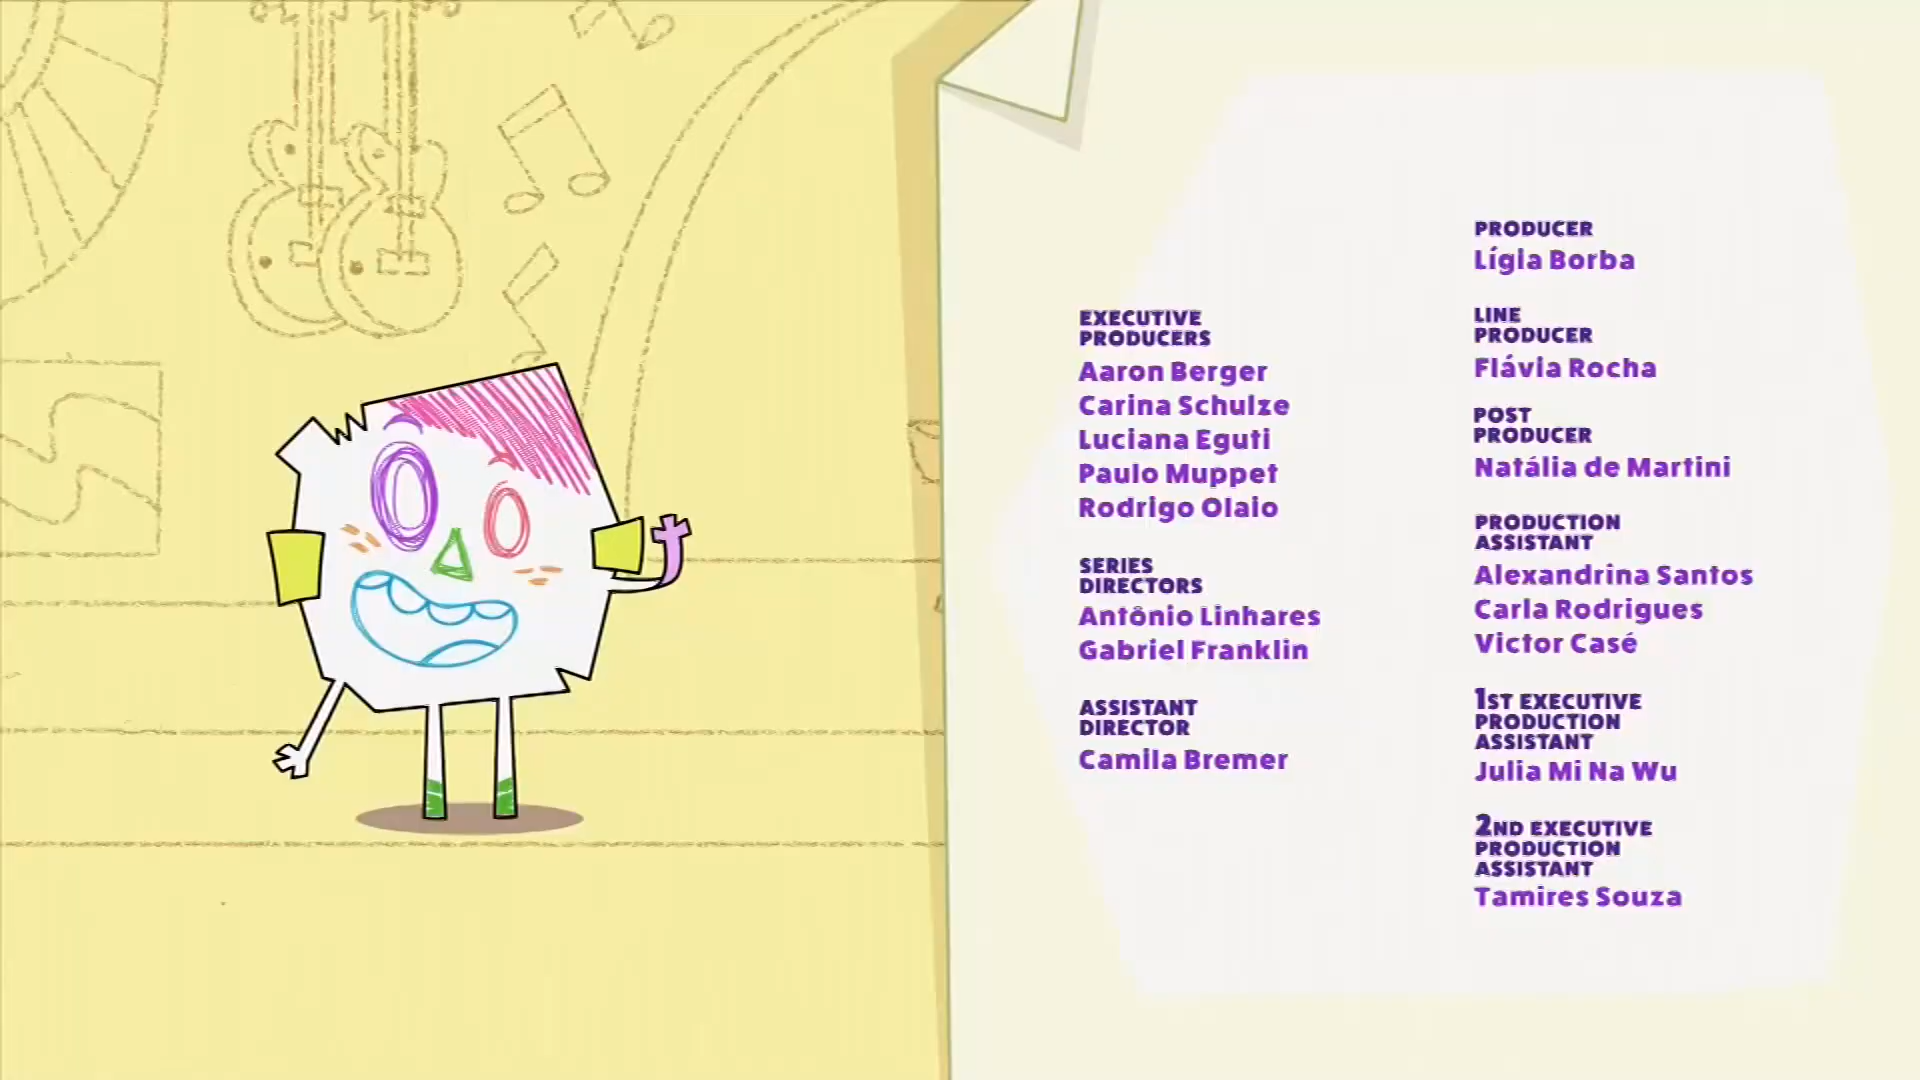 EXECUTIVE
PRODUCERS
Aaron Berger
Carina Schulze
Luciana Eguti
Paulo Muppet
Rodrigo Olaio
SERIES
DIRECTORS
Antônio Linhares
Gabriel Franklin
ASSISTANT
DIRECTOR
Camila Bremer
PRODUCER
Lígia Borba
LINE
PRODUCER
Flávia Rocha
POST
PRODUCER
Natália de Martini
PRODUCTION
ASSISTANT
Alexandrina Santos
Carla Rodrigues
Victor Casé
1ST EXECUTIVE
PRODUCTION
ASSISTANT
Julia Mi Na Wu
2ND EXECUTIVE
PRODUCTION
ASSISTANT
Tamires Souza